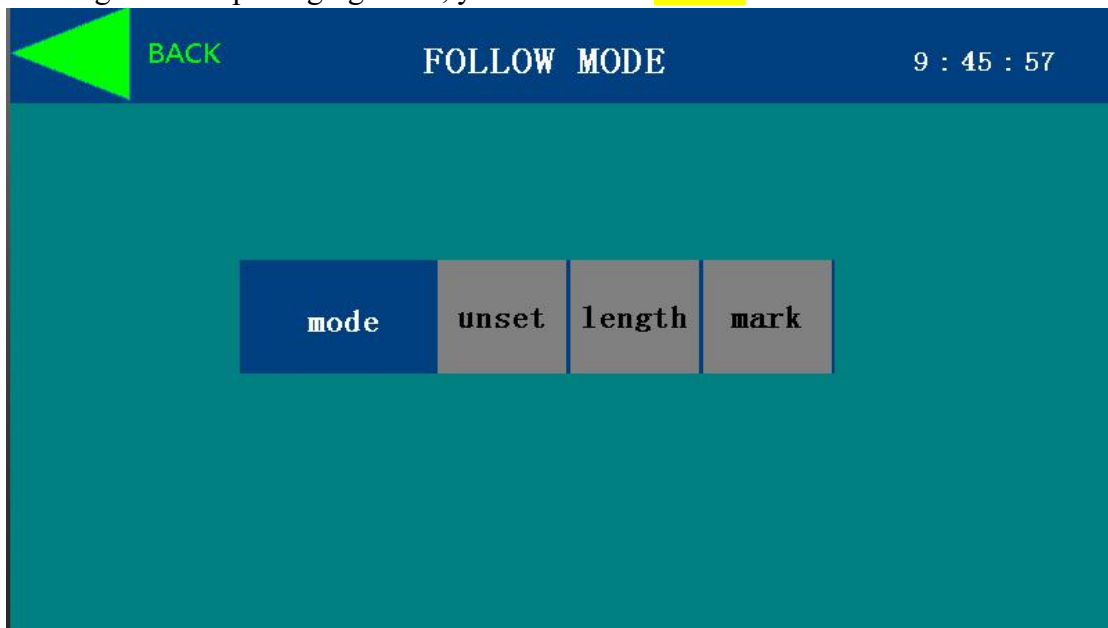 BACK
FOLLOW MODE
9 : 45 : 57
mode
unset
length
mark